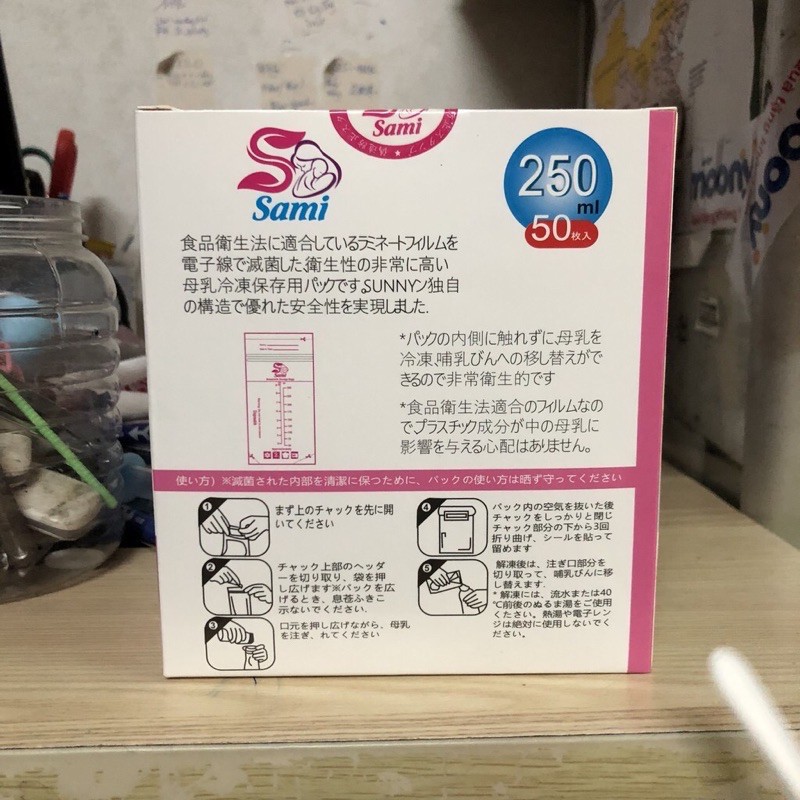 Sami
Sami
250
ml
50枚入
食品衛生法に適合しているラミネートフィルムを
電子線で滅菌した、衛生性の非常に高い
母乳冷凍保存用パックです。SUNNYン独自
の構造で優れた安全性を実現しました.
*パックの内側に触れずに、母乳を
冷凍、哺乳びんへの移し替えがで
きるので非常衛生的です
Sami
*食品衛生法適合のフィルムなの
でプラスチック成分が中の母乳に
影響を与える心配はありません。
使い方）※滅菌された内部を清潔に保つために、パックの使い方は晒ず守ってください
1
まず上のチャックを先に開
いてください
2
チャック上部のヘッダ
ーを切り取り、袋を押
し広げます※パックを広
げるとき、息苍ふきこ
示ないでください.
3
口元を押し広げながら、母乳
を注ぎ、れてください
4
パック内の空気を抜いた後
チャックをしっかりと閉じ
チャック部分の下から3回
折り曲げ、シールを貼って
留めます
5
解凍後は、注ぎ口部分を
切り取って、哺乳びんに移
し替えます.
*解凍には、流水または40
℃前後のぬるま湯をご使用
ください。熱湯や電子レン
ジは絶対に使用しないでく
ださい。
moony